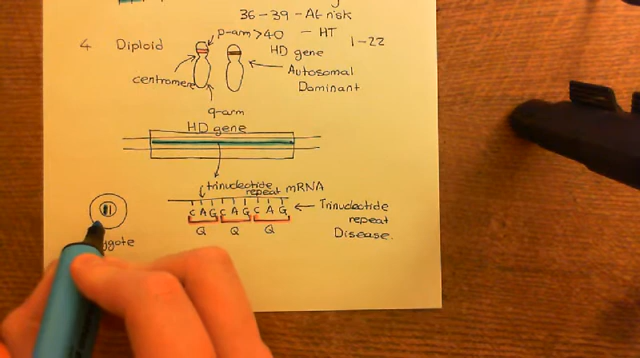 36-39-At risk
p-arm>40 - HT
4 Diploid
HD gene
1-22
centromere
Autosomal
Dominant
q-arm
HD gene
trinucleotide
repeat mRNA
CAGCAGCAG
Trinucleotide
repeat
Disease.
Q Q Q